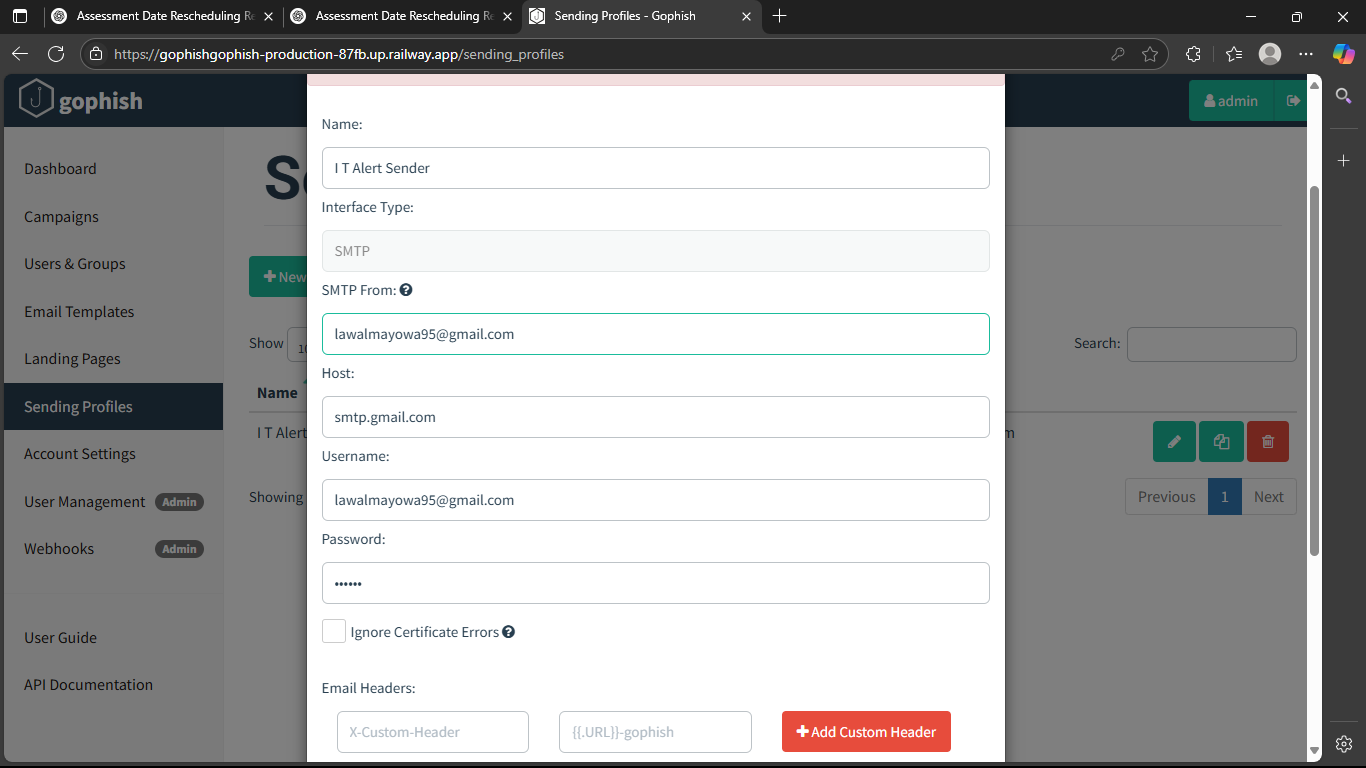 Assessment Date Rescheduling Re
Assessment Date Rescheduling Re
Sending Profiles - Gophish
https://gophishgophish-production-87fb.up.railway.app/sending_profiles
gophish
admin
Name:
Dashboard
I T Alert Sender
S
Interface Type:
Campaigns
SMTP
Users & Groups
New
SMTP From:
Email Templates
lawalmayowa95@gmail.com
Show
10
Search:
Landing Pages
Host:
Name
Sending Profiles
smtp.gmail.com
I T Alert
m
Account Settings
Username:
User Management Admin
lawalmayowa95@gmail.com
Showing
Previous 1 Next
Password:
Webhooks Admin
••••••
Ignore Certificate Errors
User Guide
API Documentation
Email Headers:
X-Custom-Header
{{.URL}}-gophish
Add Custom Header